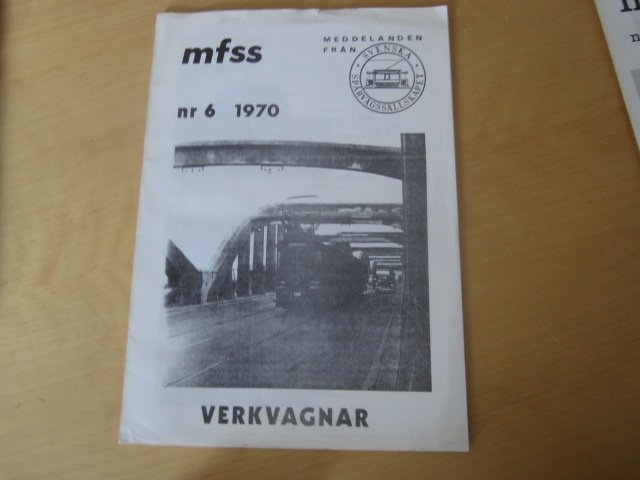 mfss
MEDDELANDEN
FRÅN
SVENSKA
SPÅRVÄGSSÄLLSKAPET
nr 6 1970
VERKVAGNAR
n